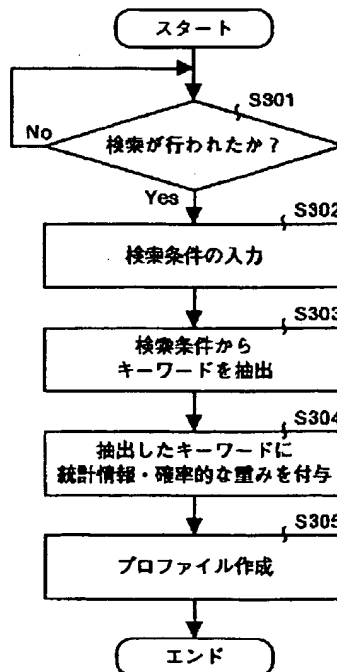 スタート
S301
No
検索が行われたか？
Yes
S302
検索条件の入力
S303
検索条件から
キーワードを抽出
S304
抽出したキーワードに
統計情報・確率的な重みを付与
S305
プロファイル作成
エンド